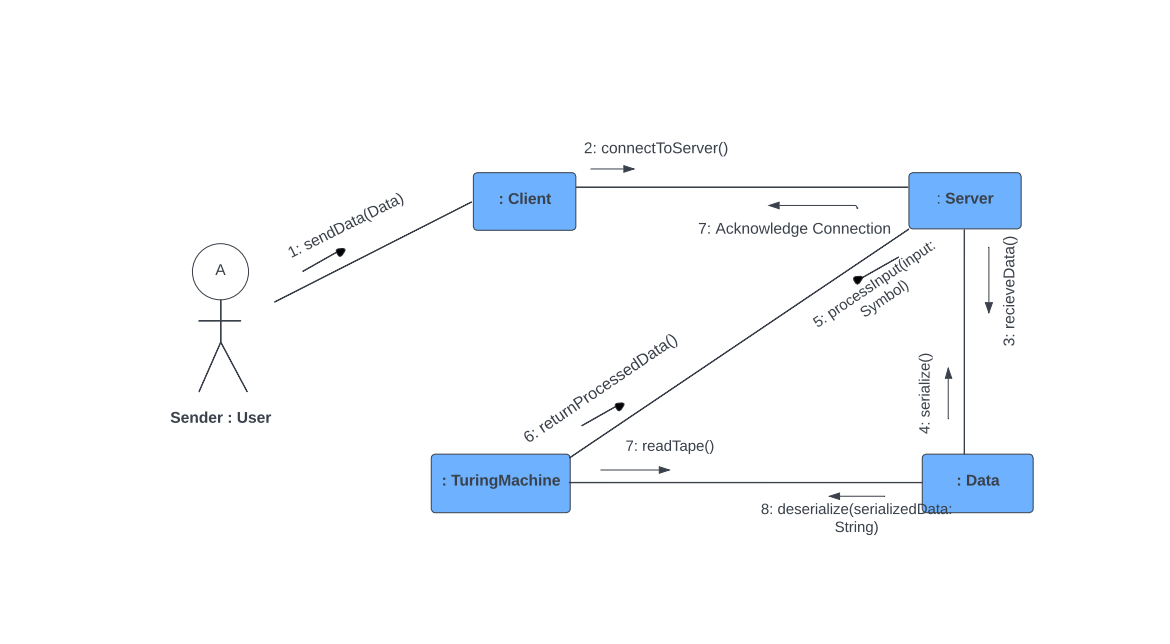 2: connectToServer()
: Client
: Server
1: sendData(Data)
7: Acknowledge Connection
A
5: processInput(input:
Symbol)
3: recieveData()
6: returnProcessedData()
4: serialize()
Sender : User
7: readTape()
: TuringMachine
: Data
8: deserialize(serializedData:
String)